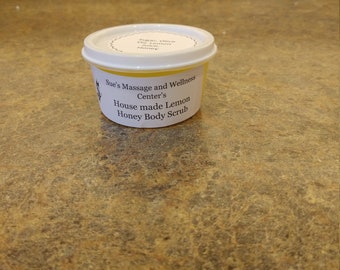 Sue's Massage and Wellness
Center's
House made Lemon
Honey Body Scrub